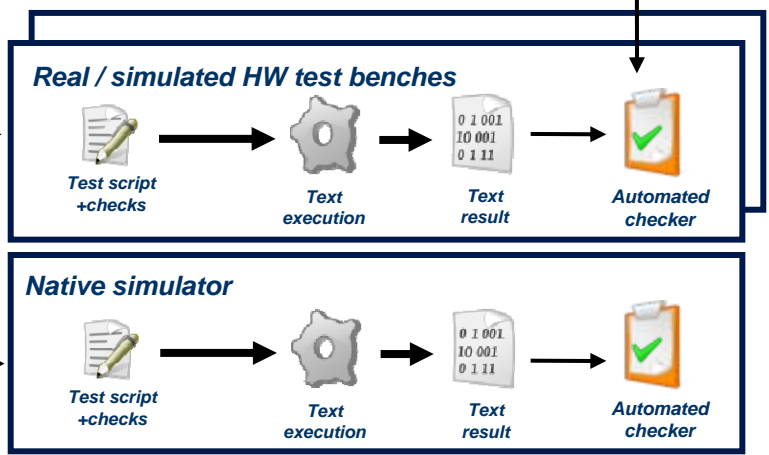 Real / simulated HW test benches
0 1 001
10 001
0 1 11
Test script
+checks
Text
execution
Text
result
Automated
checker
Native simulator
0 1 001
10 001
0 1 11
Test script
+checks
Text
execution
Text
result
Automated
checker